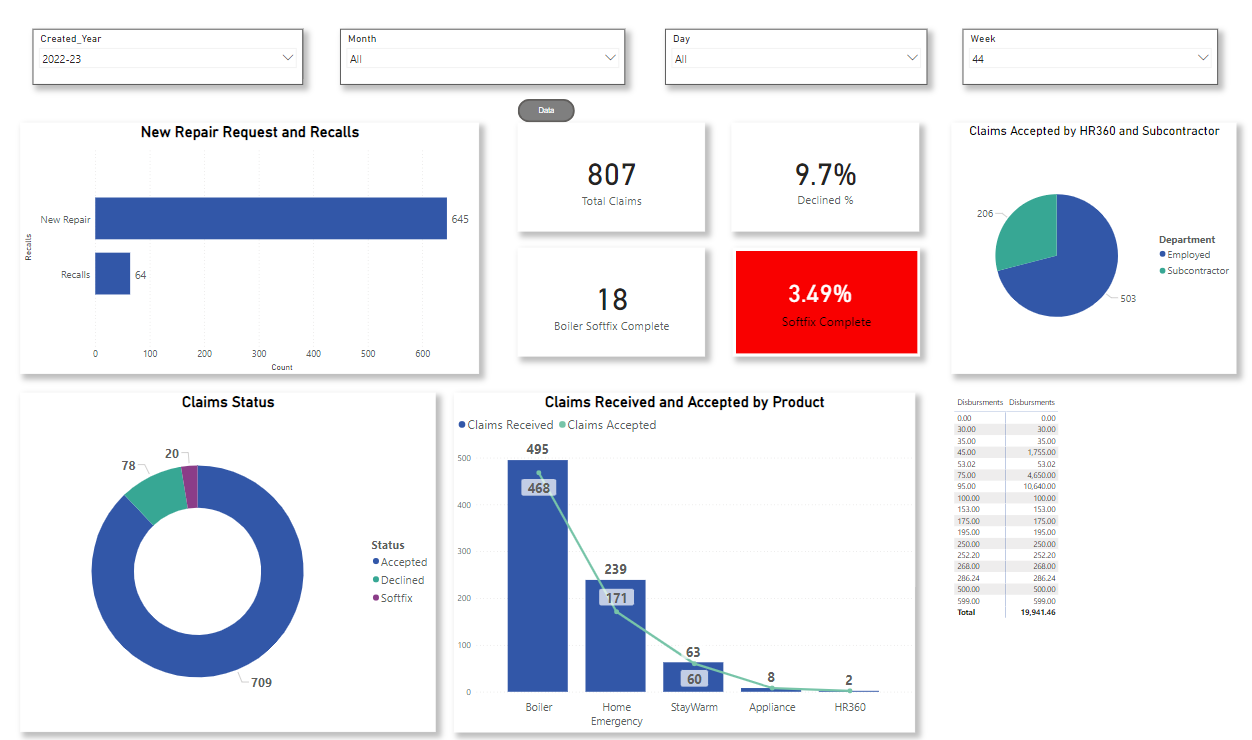 Created_Year
2022-23
Month
All
Day
All
Week
44
Data
New Repair Request and Recalls
Recalls
New Repair
645
Recalls
64
0 100 200 300 400 500 600
Count
807
Total Claims
9.7%
Declined %
18
Boiler Softfix Complete
3.49%
Softfix Complete
Claims Accepted by HR360 and Subcontractor
206
503
Department
Employed
Subcontractor
Claims Status
20
78
709
Status
Accepted
Declined
Softfix
Claims Received and Accepted by Product
Claims Received Claims Accepted
500
400
300
200
100
0
495
468
239
171
63
60
8
2
Boiler
Home
Emergency
StayWarm
Appliance
HR360
Disbursments Disbursments
0.00 0.00
30.00 30.00
35.00 35.00
45.00 1,755.00
53.02 53.02
75.00 4,650.00
95.00 10,640.00
100.00 100.00
153.00 153.00
175.00 175.00
195.00 195.00
250.00 250.00
252.20 252.20
268.00 268.00
286.24 286.24
500.00 500.00
599.00 599.00
Total 19,941.46